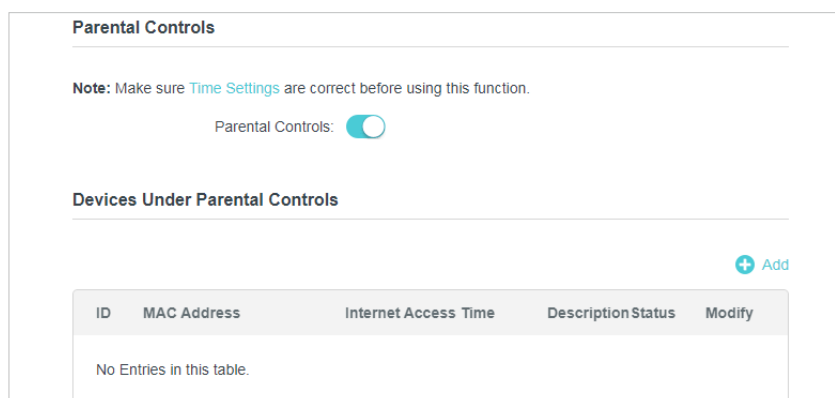 Parental Controls
Note: Make sure Time Settings are correct before using this function.
Parental Controls:
Devices Under Parental Controls
Add
ID MAC Address Internet Access Time Description Status Modify
No Entries in this table.